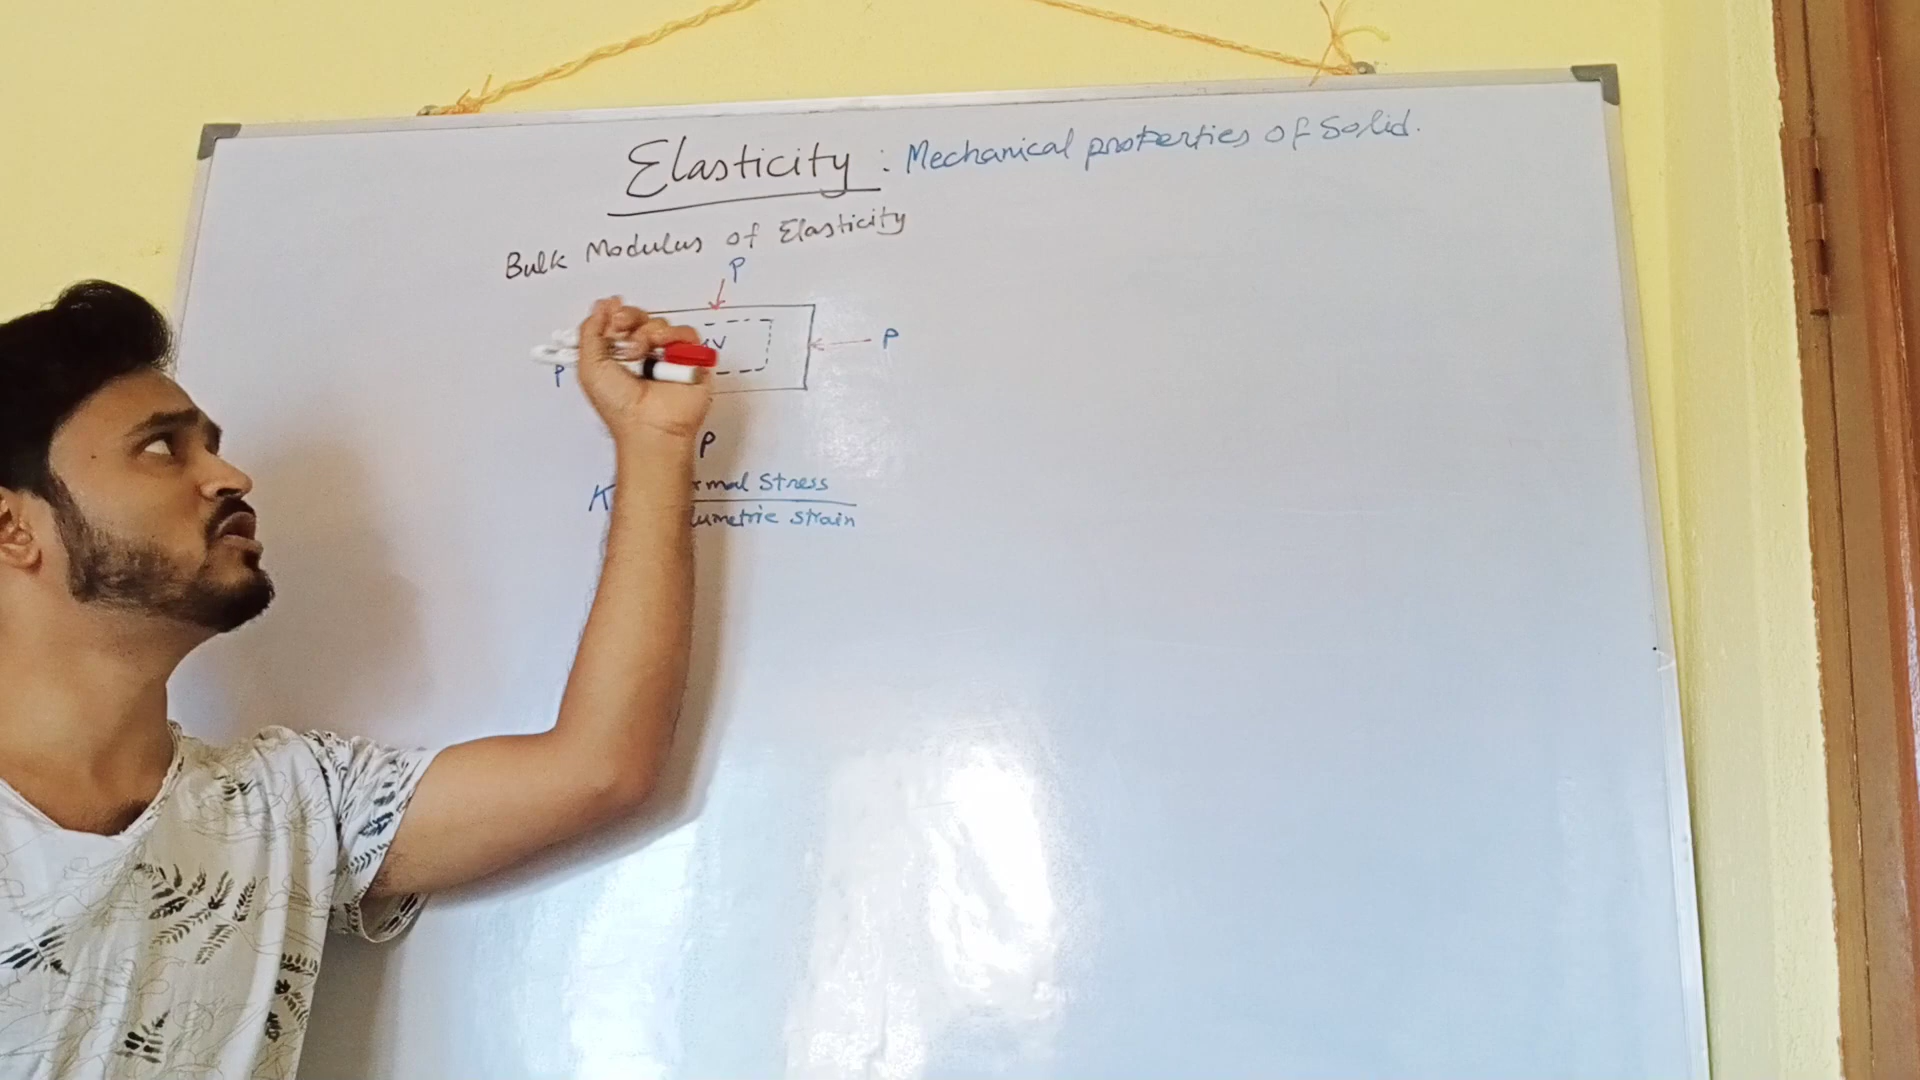 Elasticity : Mechanical properties of Solid.
Bulk Modulus of Elasticity
P
P
P
P
K
rmal Stress
lumetric strain